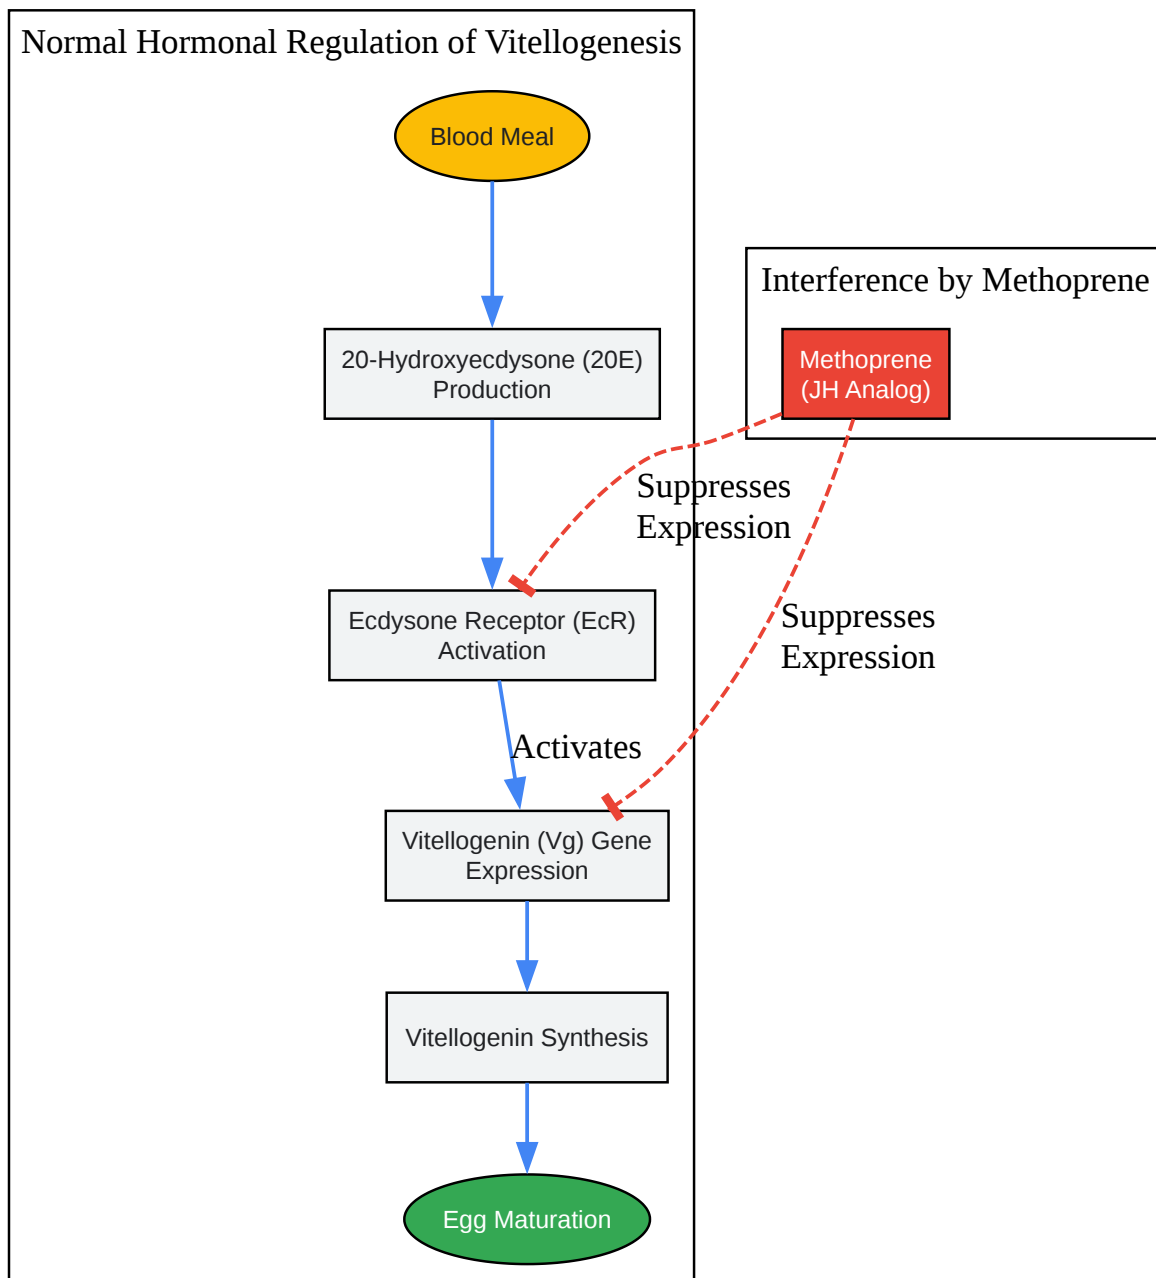 Normal Hormonal Regulation of Vitellogenesis
Blood Meal
Interference by Methoprene
20-Hydroxyecdysone (20E)
Production
Methoprene
(JH Analog)
Suppresses
Expression
Ecdysone Receptor (EcR)
Activation
Suppresses
Expression
Activates
Vitellogenin (Vg) Gene
Expression
Vitellogenin Synthesis
Egg Maturation